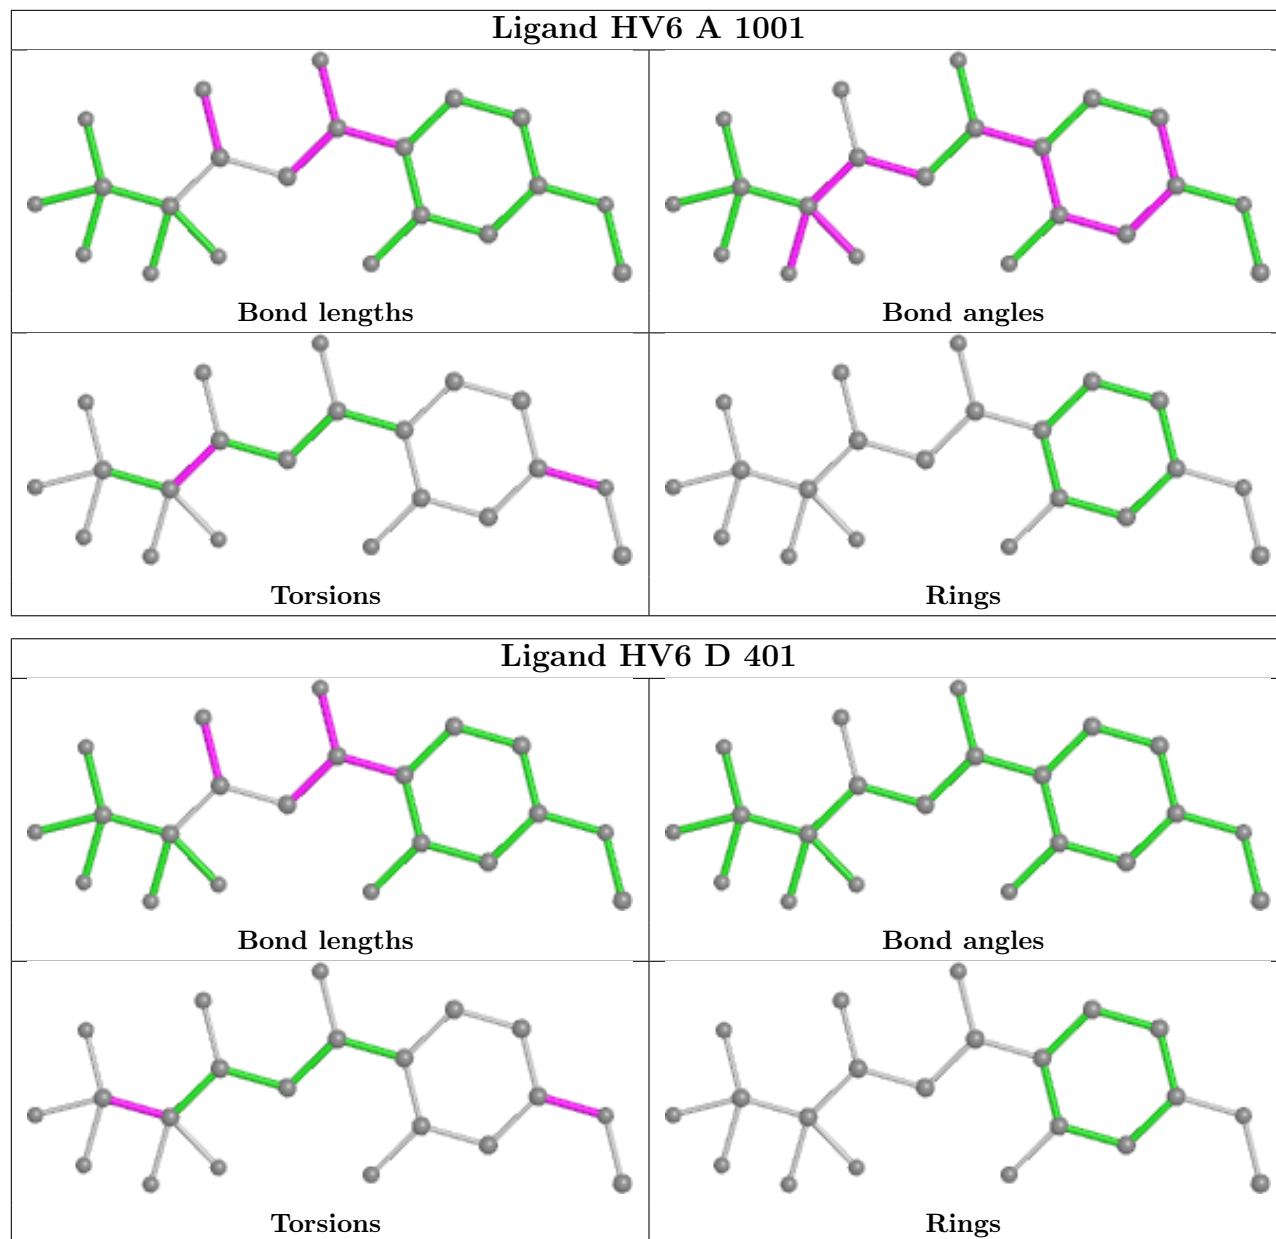 Ligand HV6 A 1001
Bond lengths
Bond angles
Torsions
Rings
Ligand HV6 D 401
Bond lengths
Bond angles
Torsions
Rings